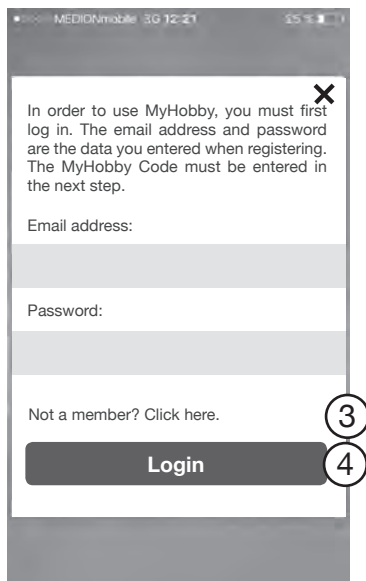 MEDIONmobile 3G 12:21 55 %
In order to use MyHobby, you must first
log in. The email address and password
are the data you entered when registering.
The MyHobby Code must be entered in
the next step.
Email address:
Password:
Not a member? Click here.
3
Login
4